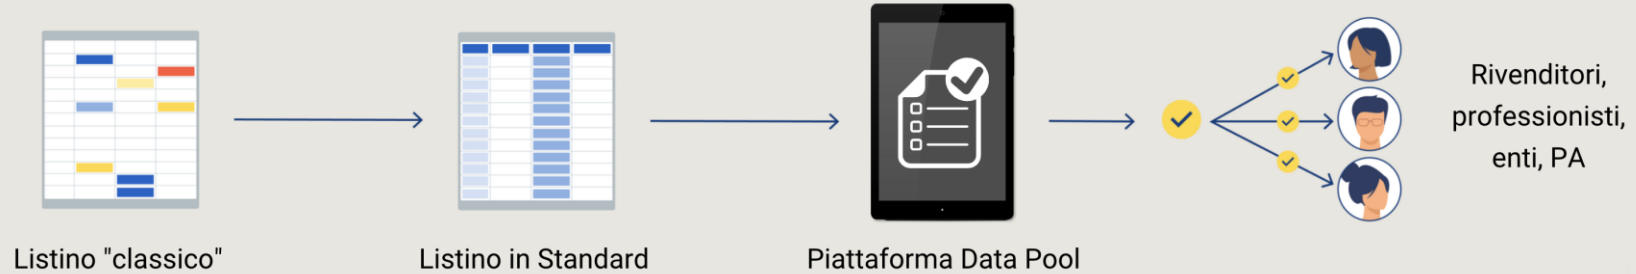 Rivenditori,
professionisti,
enti, PA
Listino "classico"
Listino in Standard
Piattaforma Data Pool